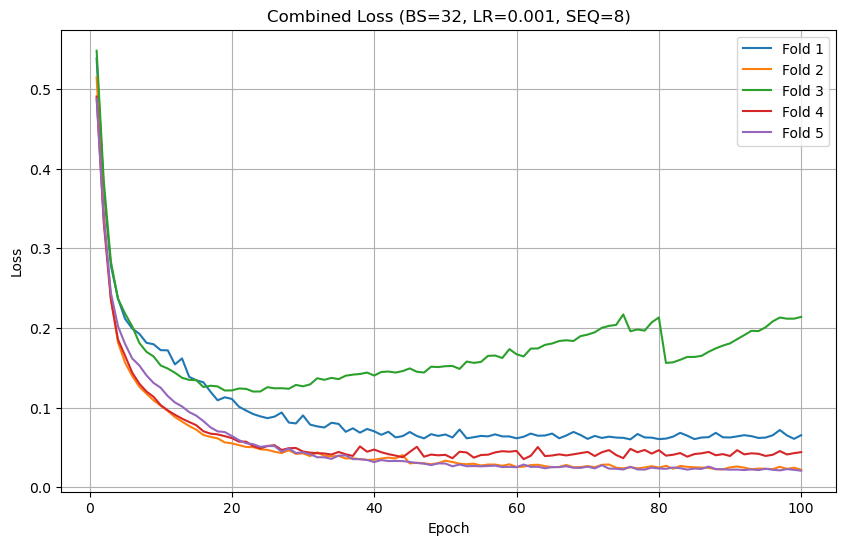 Combined Loss (BS=32, LR=0.001, SEQ=8)
Fold 1
Fold 2
Fold 3
Fold 4
Fold 5
Loss
0.5
0.4
0.3
0.2
0.1
0.0
0
20
40
60
80
100
Epoch